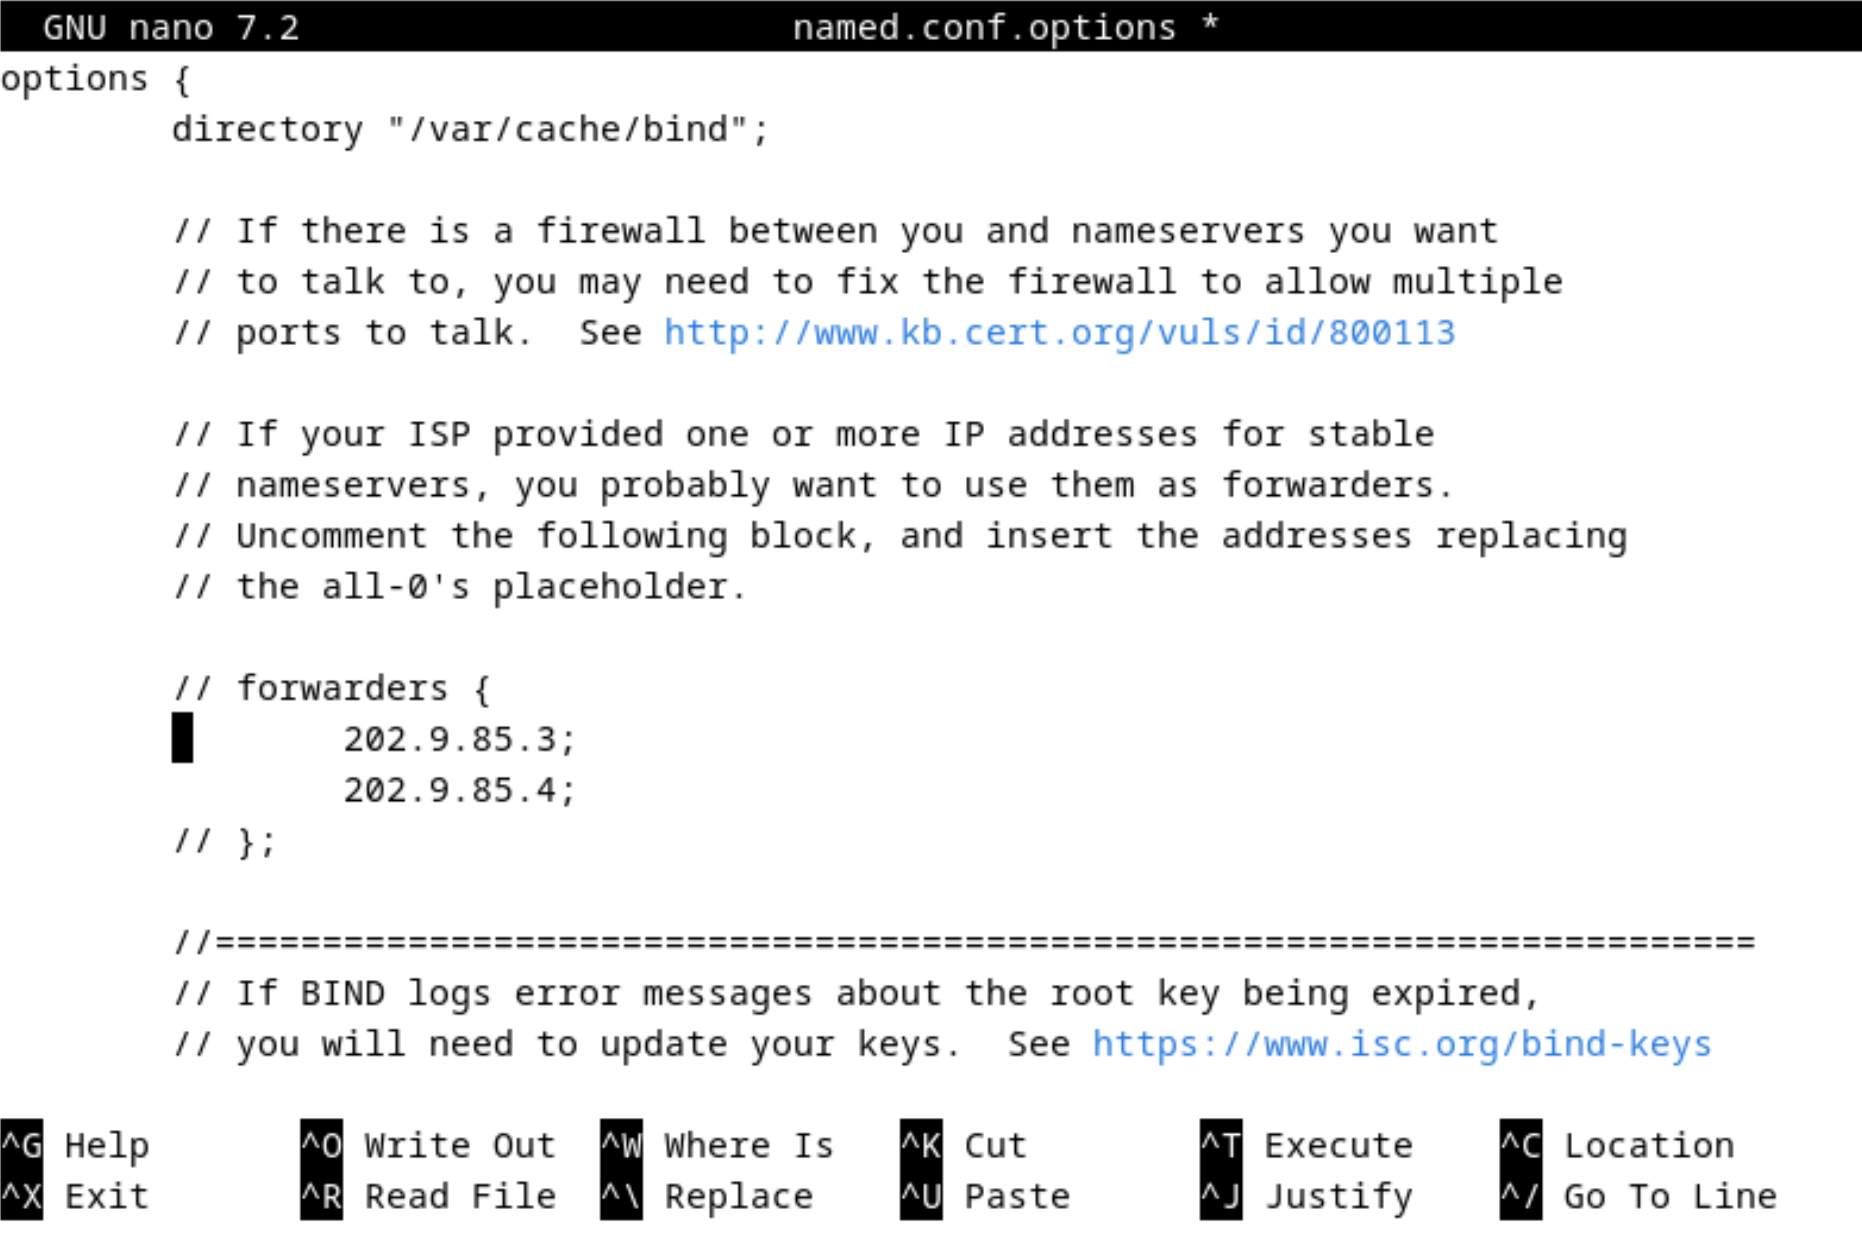 GNU nano 7.2 named.conf.options *
options {
directory "/var/cache/bind";
// If there is a firewall between you and nameservers you want
// to talk to, you may need to fix the firewall to allow multiple
// ports to talk.  See http://www.kb.cert.org/vuls/id/800113
// If your ISP provided one or more IP addresses for stable
// nameservers, you probably want to use them as forwarders.
// Uncomment the following block, and insert the addresses replacing
// the all-0's placeholder.
// forwarders {
202.9.85.3;
202.9.85.4;
// };
//========================================================================
// If BIND logs error messages about the root key being expired,
// you will need to update your keys.  See https://www.isc.org/bind-keys
^G Help ^O Write Out ^W Where Is ^K Cut ^T Execute ^C Location
^X Exit ^R Read File ^\ Replace ^U Paste ^J Justify ^/ Go To Line